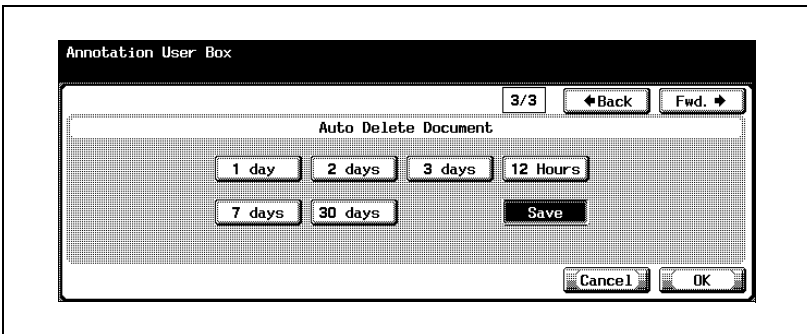 Annotation User Box
3/3 ←Back Fwd. →
Auto Delete Document
1 day 2 days 3 days 12 Hours
7 days 30 days Save
Cancel OK